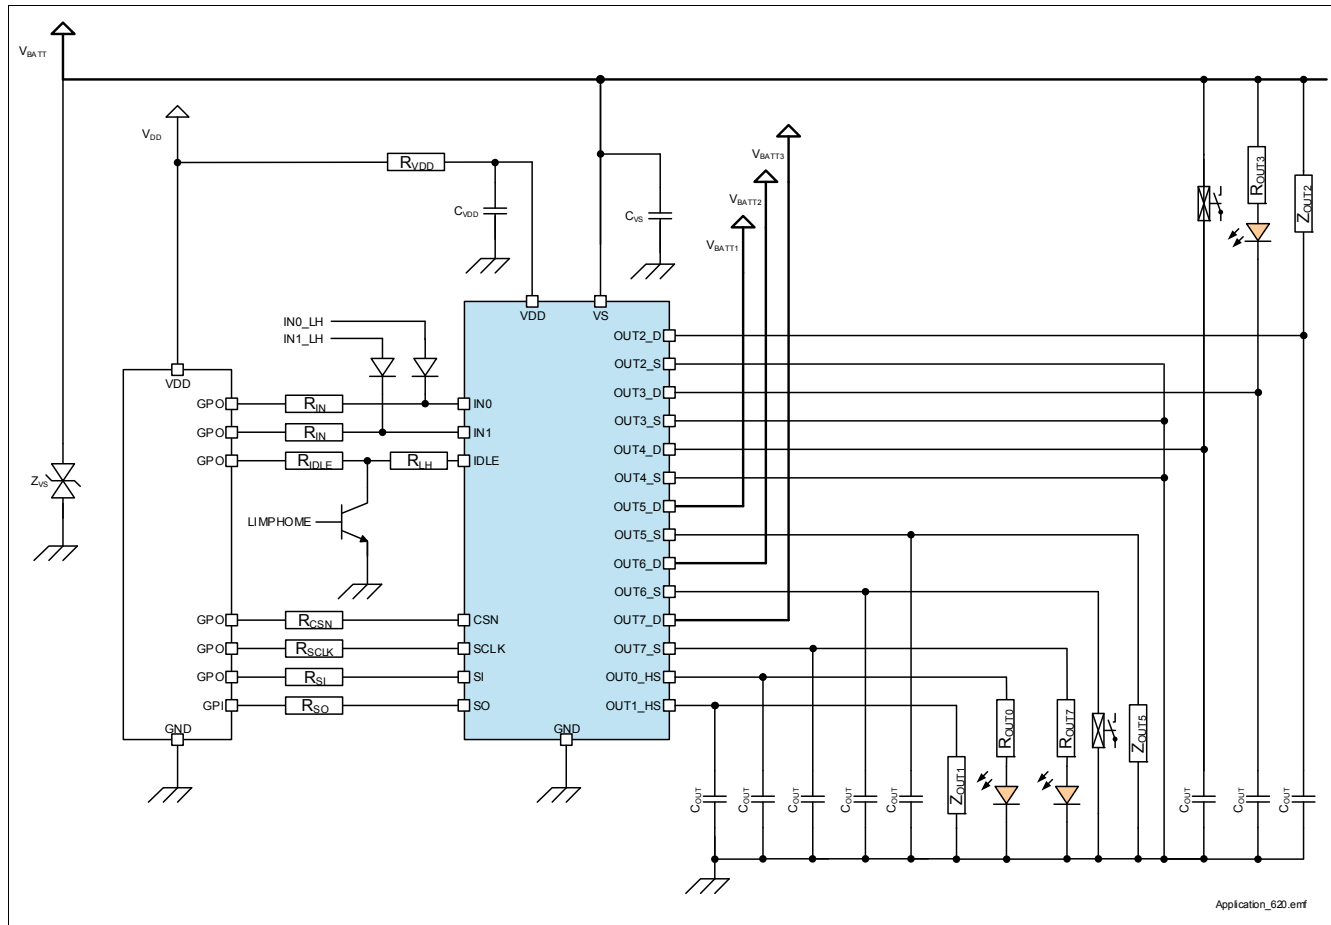 VBATT
VDD
RVDD
CVDD
CVS
VBATT3
VBATT2
VBATT1
ROUT3
ZOUT2
IN0_LH
IN1_LH
VDD
VS
OUT2_D
OUT2_S
OUT3_D
OUT3_S
OUT4_D
OUT4_S
OUT5_D
OUT5_S
OUT6_D
OUT6_S
OUT7_D
OUT7_S
OUT0_HS
OUT1_HS
VDD
GPO RIN IN0
GPO RIN IN1
GPO RIDLE RLH IDLE
ZVS
LIMPHOME
GPO RCSN CSN
GPO RSCLK SCLK
GPO RSI SI
GPI RSO SO
GND
GND
ROUT0
ROUT7
ZOUT5
ZOUT1
COUT
COUT
COUT
COUT
COUT
COUT
COUT
COUT
Application_620.emf